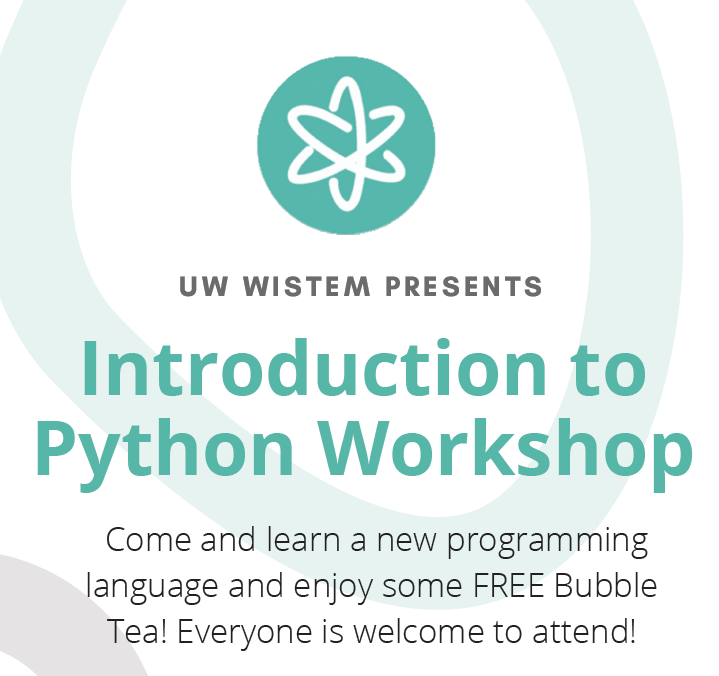 UW WISTEM PRESENTS
Introduction to
Python Workshop
Come and learn a new programming
language and enjoy some FREE Bubble
Tea! Everyone is welcome to attend!